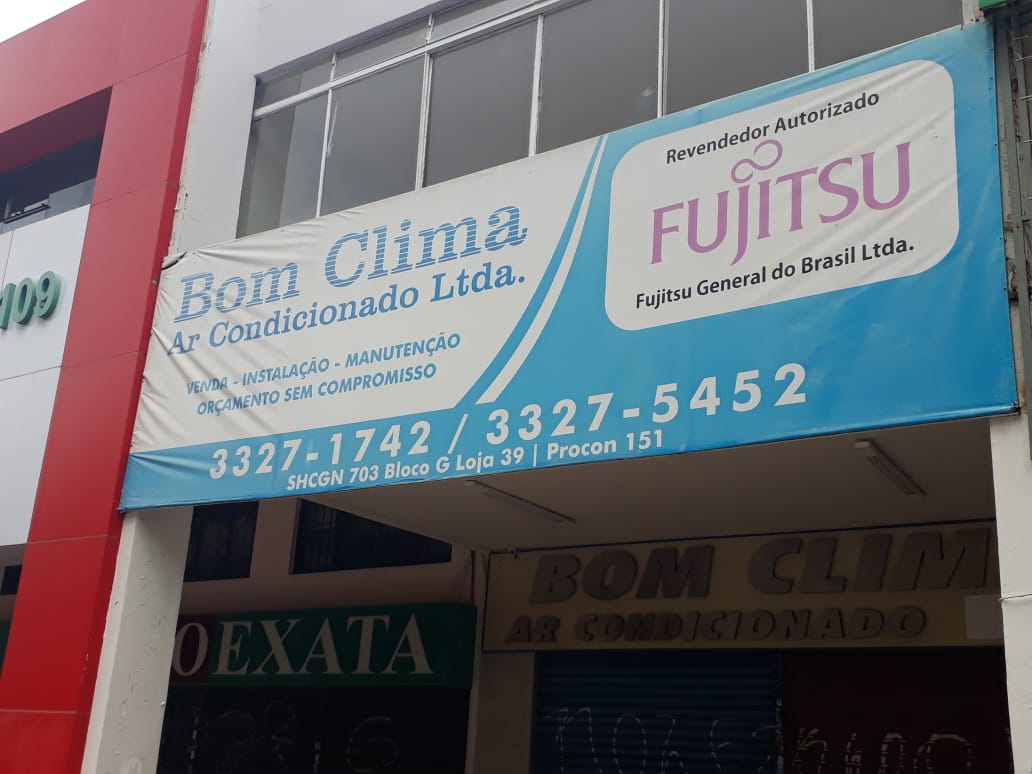 Bom Clima
Ar Condicionado Ltda.
VENDA - INSTALAÇÃO - MANUTENÇÃO
ORÇAMENTO SEM COMPROMISSO
Revendedor Autorizado
FUJITSU
Fujitsu General do Brasil Ltda.
3327-1742 / 3327-5452
SHCGN 703 Bloco G Loja 39 | Procon 151
109
OEXATA
BOM CLIM
AR CONDICIONADO